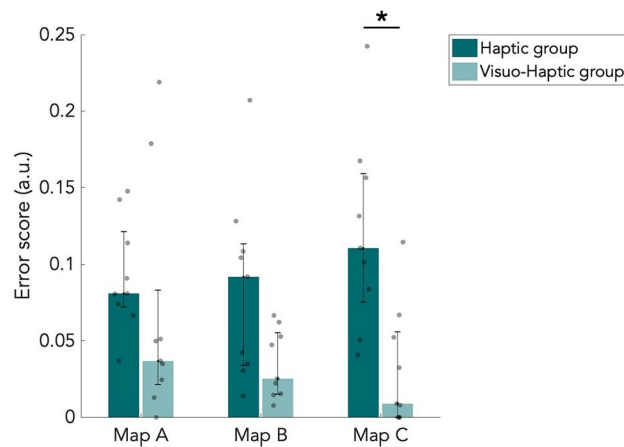 *
0.25
0.2
0.15
0.1
0.05
0
Error score (a.u.)
Map A
Map B
Map C
Haptic group
Visuo-Haptic group